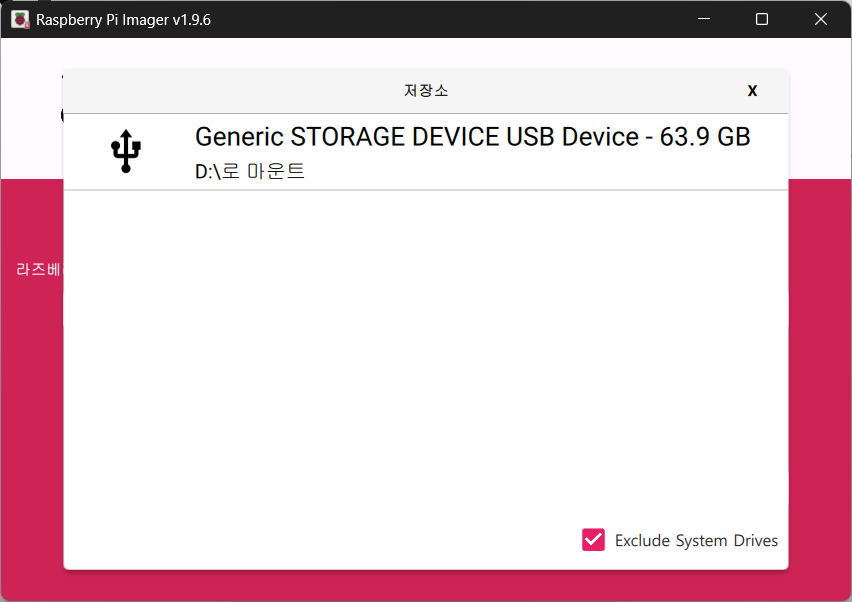 Raspberry Pi Imager v1.9.6
저장소
X
Generic STORAGE DEVICE USB Device - 63.9 GB
D:\로 마운트
라즈베
Exclude System Drives